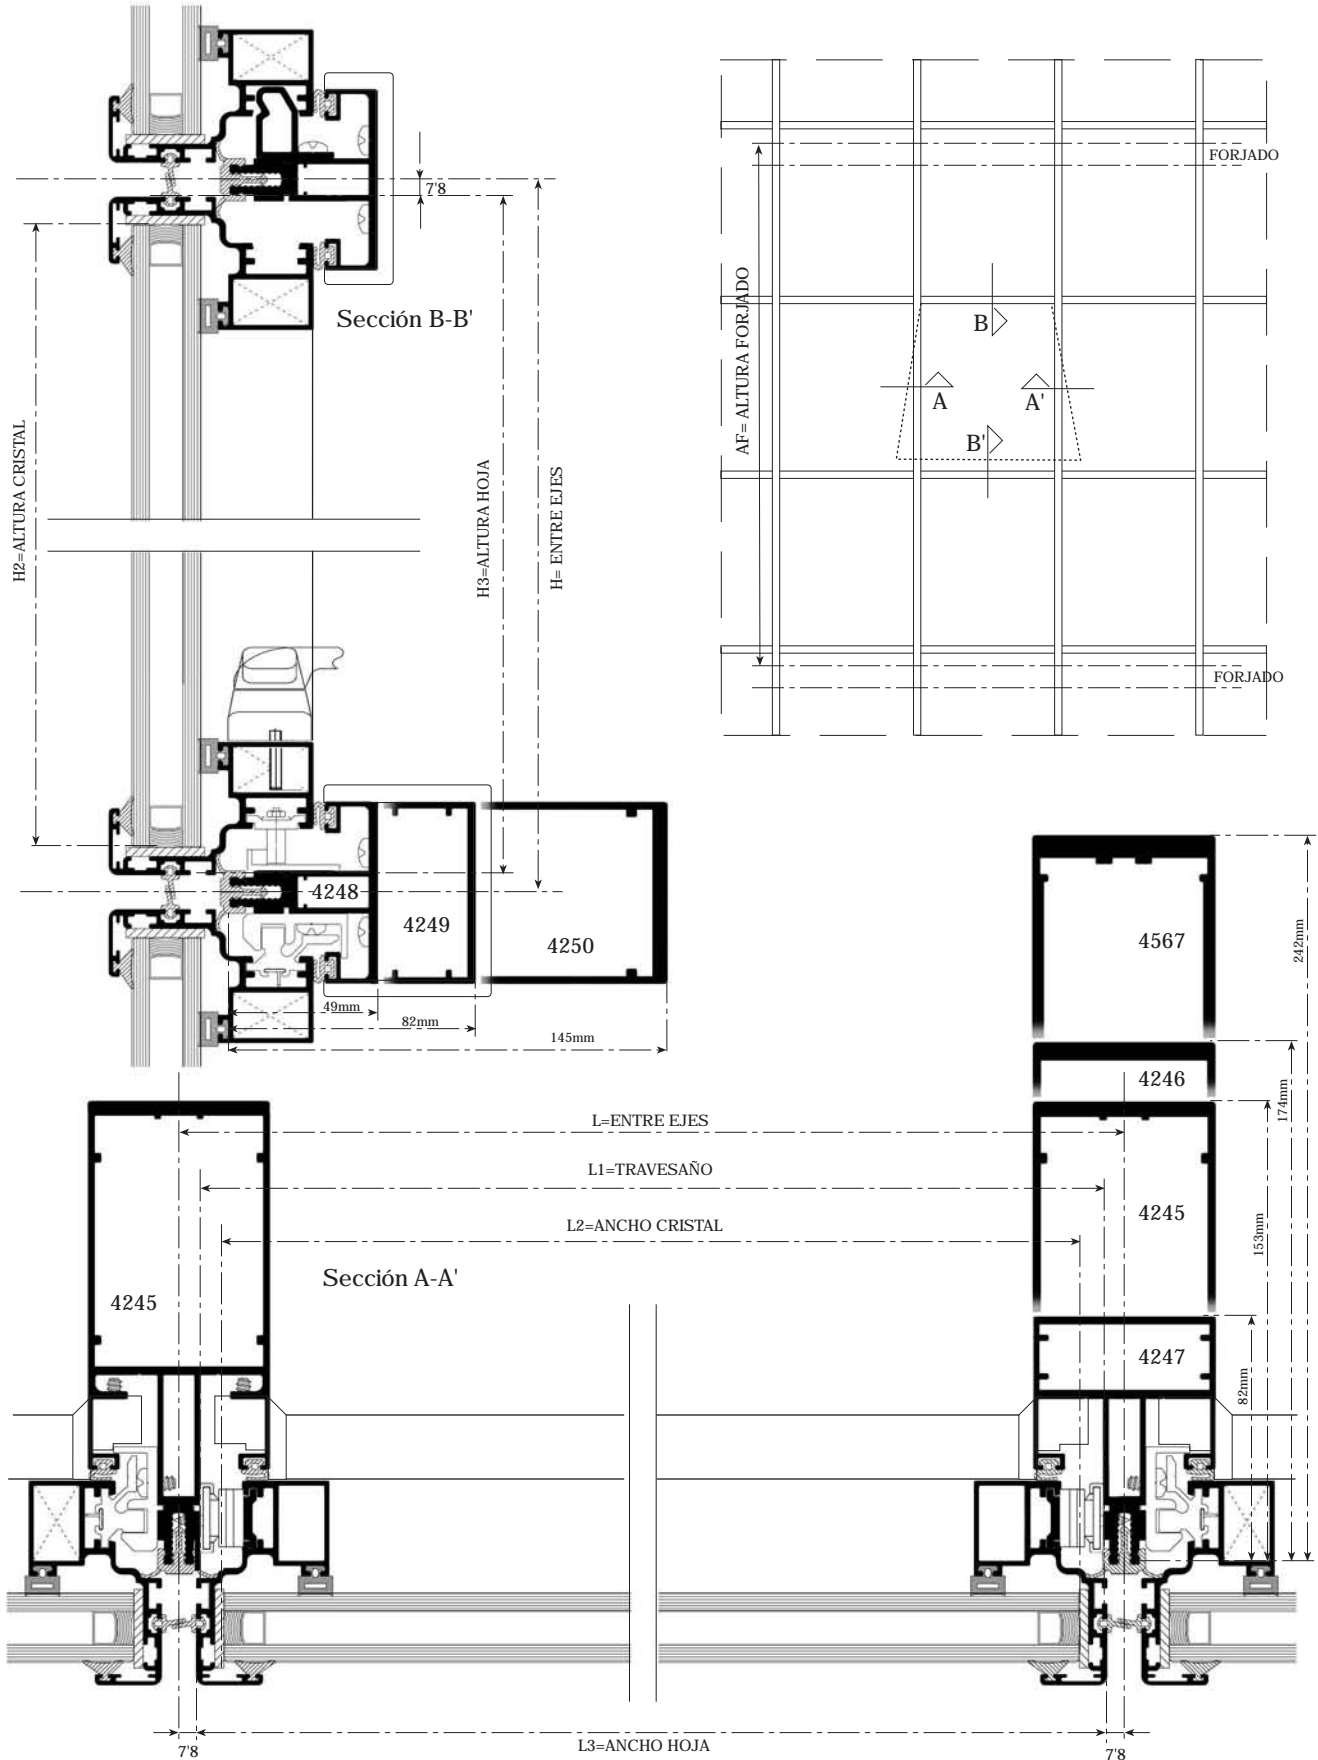 FORJADO
7'8
AF= ALTURA FORJADO
B
Sección B-B'
A
A'
B'
H2=ALTURA CRISTAL
H3=ALTURA HOJA
H= ENTRE EJES
FORJADO
4248
4249
4250
49mm
82mm
145mm
4567
242mm
4246
174mm
L=ENTRE EJES
L1=TRAVESAÑO
4245
153mm
L2=ANCHO CRISTAL
Sección A-A'
4245
4247
82mm
7'8
L3=ANCHO HOJA
7'8